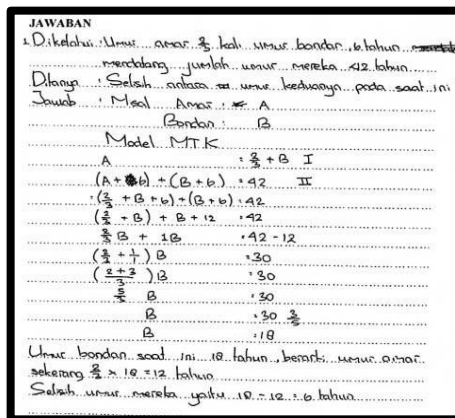 JAWABAN
1. Diketahui : Umur amar 2/3 kali umur bondan, 6 tahun
mendatang jumlah umur mereka 42 tahun
Ditanya : Selisih antara umur keduanya pada saat ini
Jawab : Misal Amar : A
Bondan : B
Model MTK
A = 2/3 + B I
(A + 6) + (B + 6) = 42 II
= (2/3 + B + 6) + (B + 6) = 42
(2/3 + B) + B + 12 = 42
2/3 B + 1B = 42 - 12
(2/3 + 1/1) B = 30
(2+3/3) B = 30
5/3 B = 30
B = 30 3/5
B = 18
Umur bondan saat ini 18 tahun, berarti umur amar
sekarang 2/3 x 18 = 12 tahun
Selisih umur mereka yaitu 18 - 12 = 6 tahun